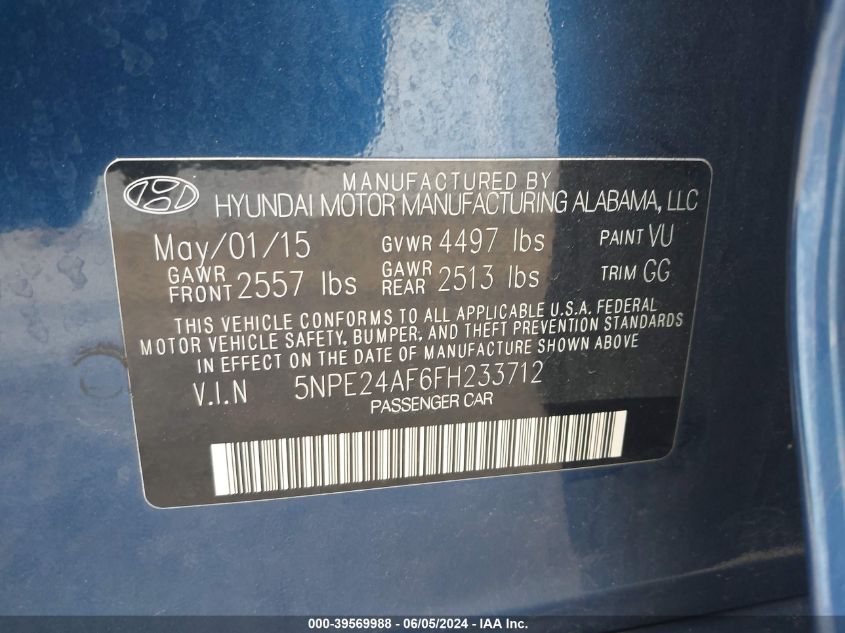 MANUFACTURED BY
HYUNDAI MOTOR MANUFACTURING ALABAMA, LLC
May/01/15 GVWR 4497 lbs PAINT VU
GAWR FRONT 2557 lbs GAWR REAR 2513 lbs TRIM GG
THIS VEHICLE CONFORMS TO ALL APPLICABLE U.S.A. FEDERAL
MOTOR VEHICLE SAFETY, BUMPER, AND THEFT PREVENTION STANDARDS
IN EFFECT ON THE DATE OF MANUFACTURE SHOWN ABOVE
V.I.N 5NPE24AF6FH233712
PASSENGER CAR
000-39569988 - 06/05/2024 - IAA Inc.